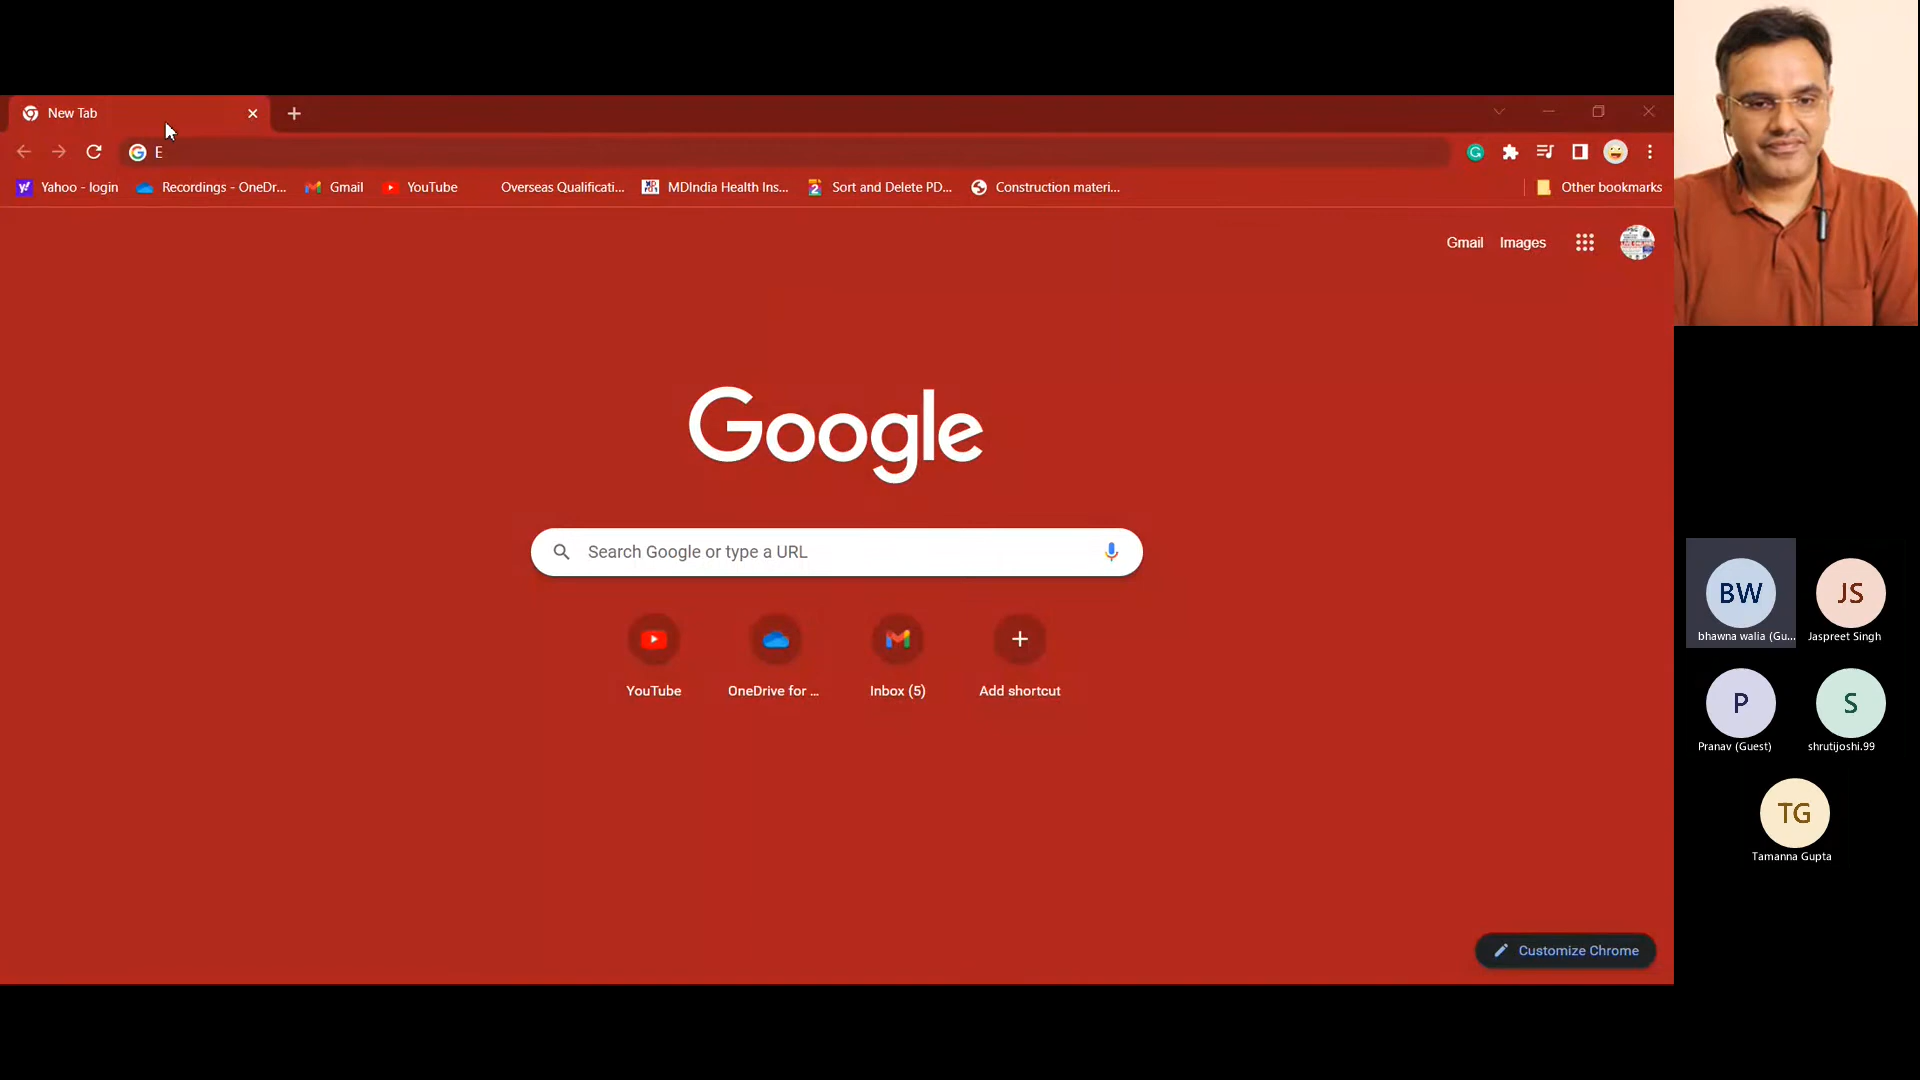 New Tab
E
Yahoo - login
Recordings - OneDr...
Gmail
YouTube
Overseas Qualificati...
MDIndia Health Ins...
Sort and Delete PD...
Construction materi...
Other bookmarks
Gmail
Images
Google
Search Google or type a URL
YouTube
OneDrive for ...
Inbox (5)
Add shortcut
Customize Chrome
BW
bhawna walia (Gu...
JS
Jaspreet Singh
P
Pranav (Guest)
S
shrutijoshi.99
TG
Tamanna Gupta